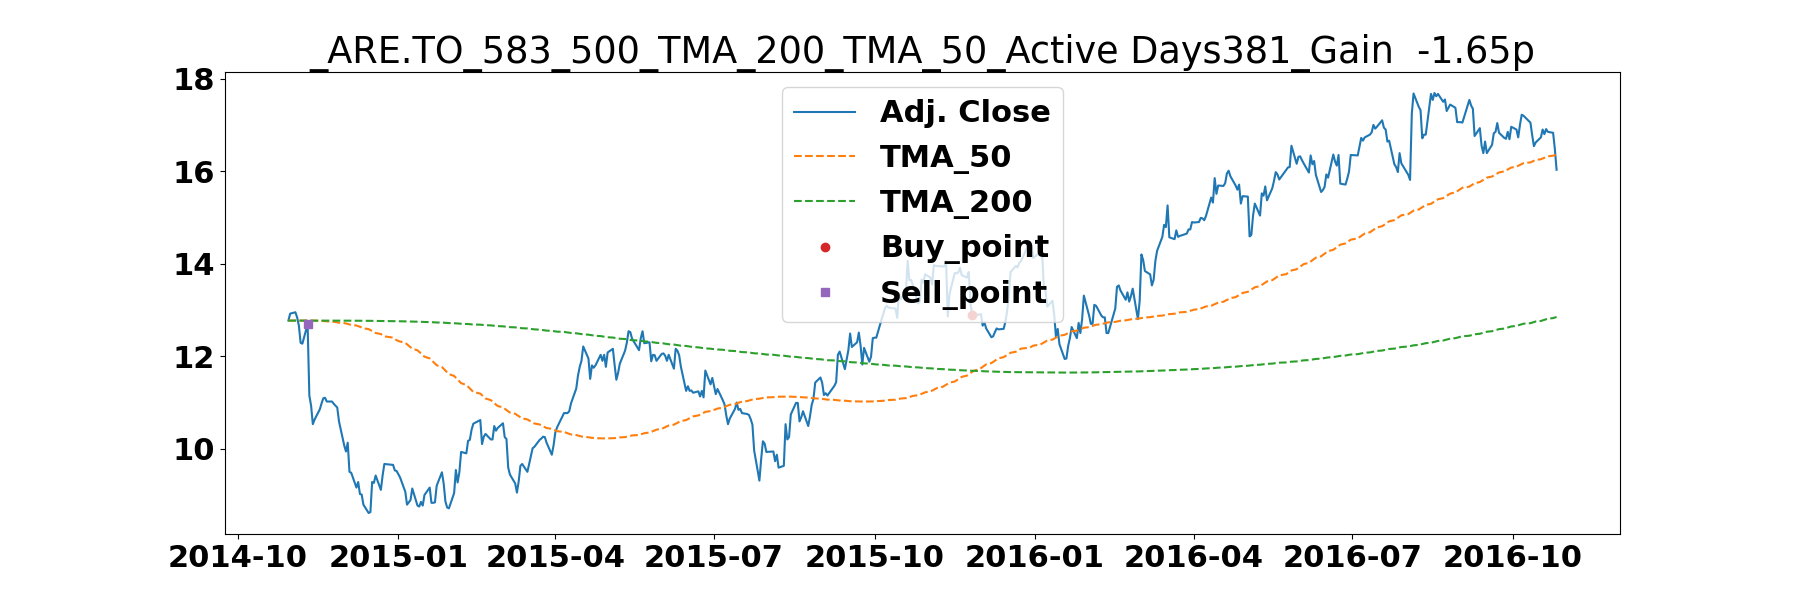 _ARE.TO_583_500_TMA_200_TMA_50_Active Days381_Gain  -1.65p
18
16
14
12
10
Adj. Close
TMA_50
TMA_200
Buy_point
Sell_point
2014-10 2015-01 2015-04 2015-07 2015-10 2016-01 2016-04 2016-07 2016-10